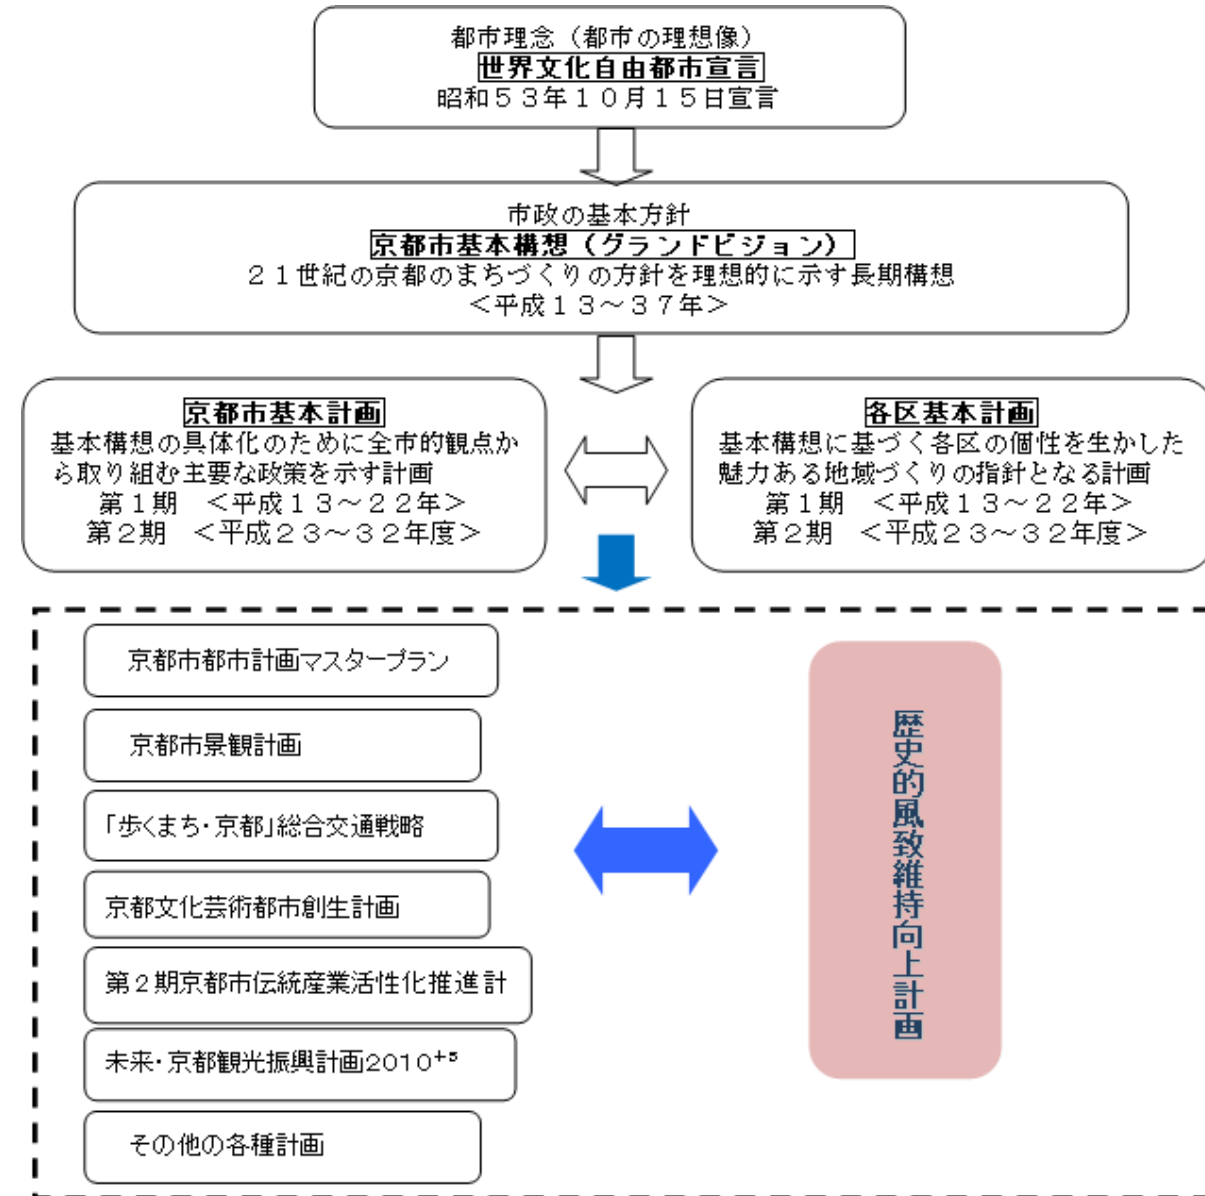 都市理念（都市の理想像）
世界文化自由都市宣言
昭和５３年１０月１５日宣言
市政の基本方針
京都市基本構想（グランドビジョン）
２１世紀の京都のまちづくりの方針を理想的に示す長期構想
＜平成１３～３７年＞
京都市基本計画
基本構想の具体化のために全市的観点か
ら取り組む主要な政策を示す計画
第１期　＜平成１３～２２年＞
第２期　＜平成２３～３２年度＞
各区基本計画
基本構想に基づく各区の個性を生かした
魅力ある地域づくりの指針となる計画
第１期　＜平成１３～２２年＞
第２期　＜平成２３～３２年度＞
京都市都市計画マスタープラン
京都市景観計画
「歩くまち・京都」総合交通戦略
京都文化芸術都市創生計画
第２期京都市伝統産業活性化推進計
未来・京都観光振興計画２０１０⁺⁵
その他の各種計画
歴史的風致維持向上計画